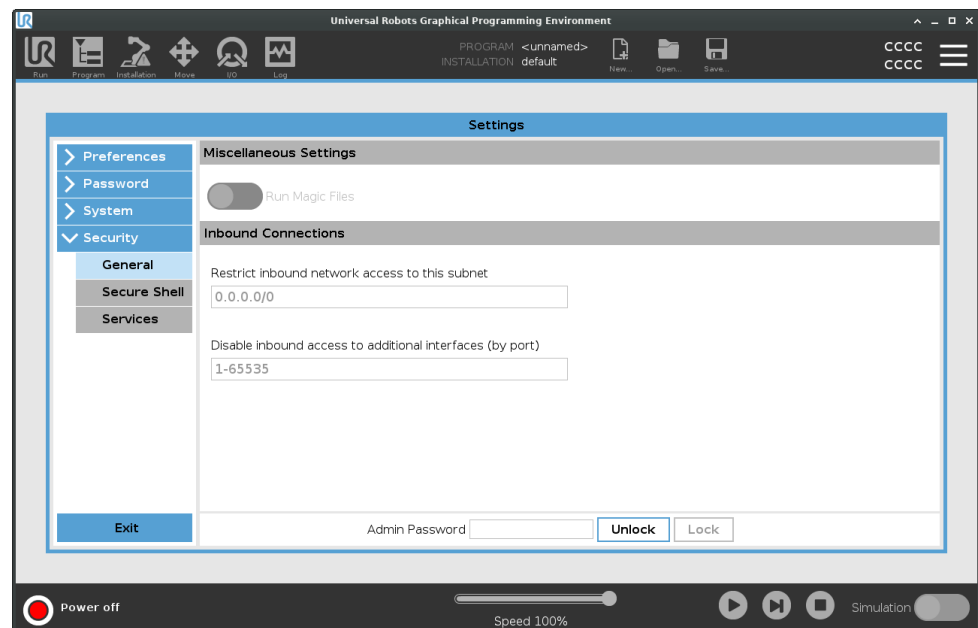 UR Universal Robots Graphical Programming Environment
UR
Run Program Installation Move I/O Log
PROGRAM <unnamed>
INSTALLATION default
New... Open... Save...
CCCC
CCCC
Settings
Preferences
Password
System
Security
General
Secure Shell
Services
Exit
Miscellaneous Settings
Run Magic Files
Inbound Connections
Restrict inbound network access to this subnet
0.0.0.0/0
Disable inbound access to additional interfaces (by port)
1-65535
Admin Password Unlock Lock
Power off
Speed 100%
Simulation